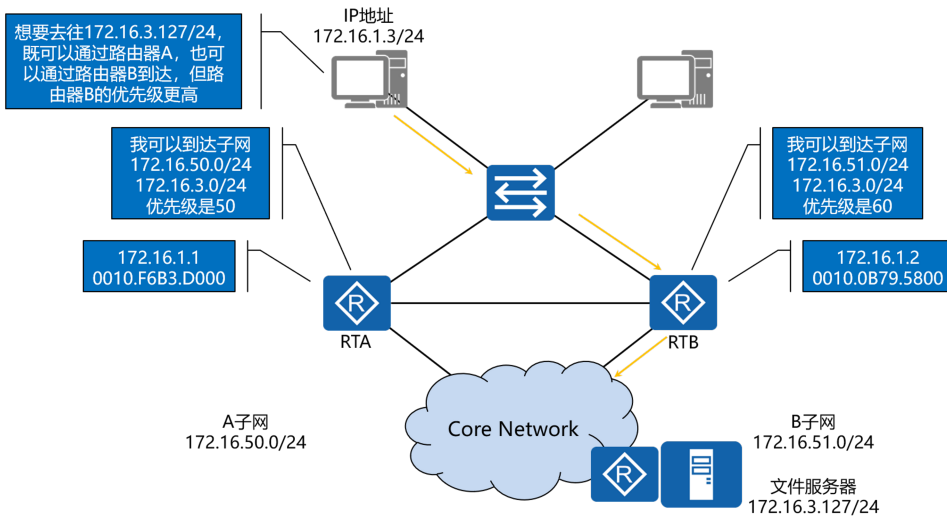 IP地址
172.16.1.3/24
想要去往172.16.3.127/24,
既可以通过路由器A,也可
以通过路由器B到达,但路
由器B的优先级更高
我可以到达子网
172.16.50.0/24
172.16.3.0/24
优先级是50
我可以到达子网
172.16.51.0/24
172.16.3.0/24
优先级是60
172.16.1.1
0010.F6B3.D000
172.16.1.2
0010.0B79.5800
R
RTA
R
RTB
A子网
172.16.50.0/24
Core Network
B子网
172.16.51.0/24
R
文件服务器
172.16.3.127/24